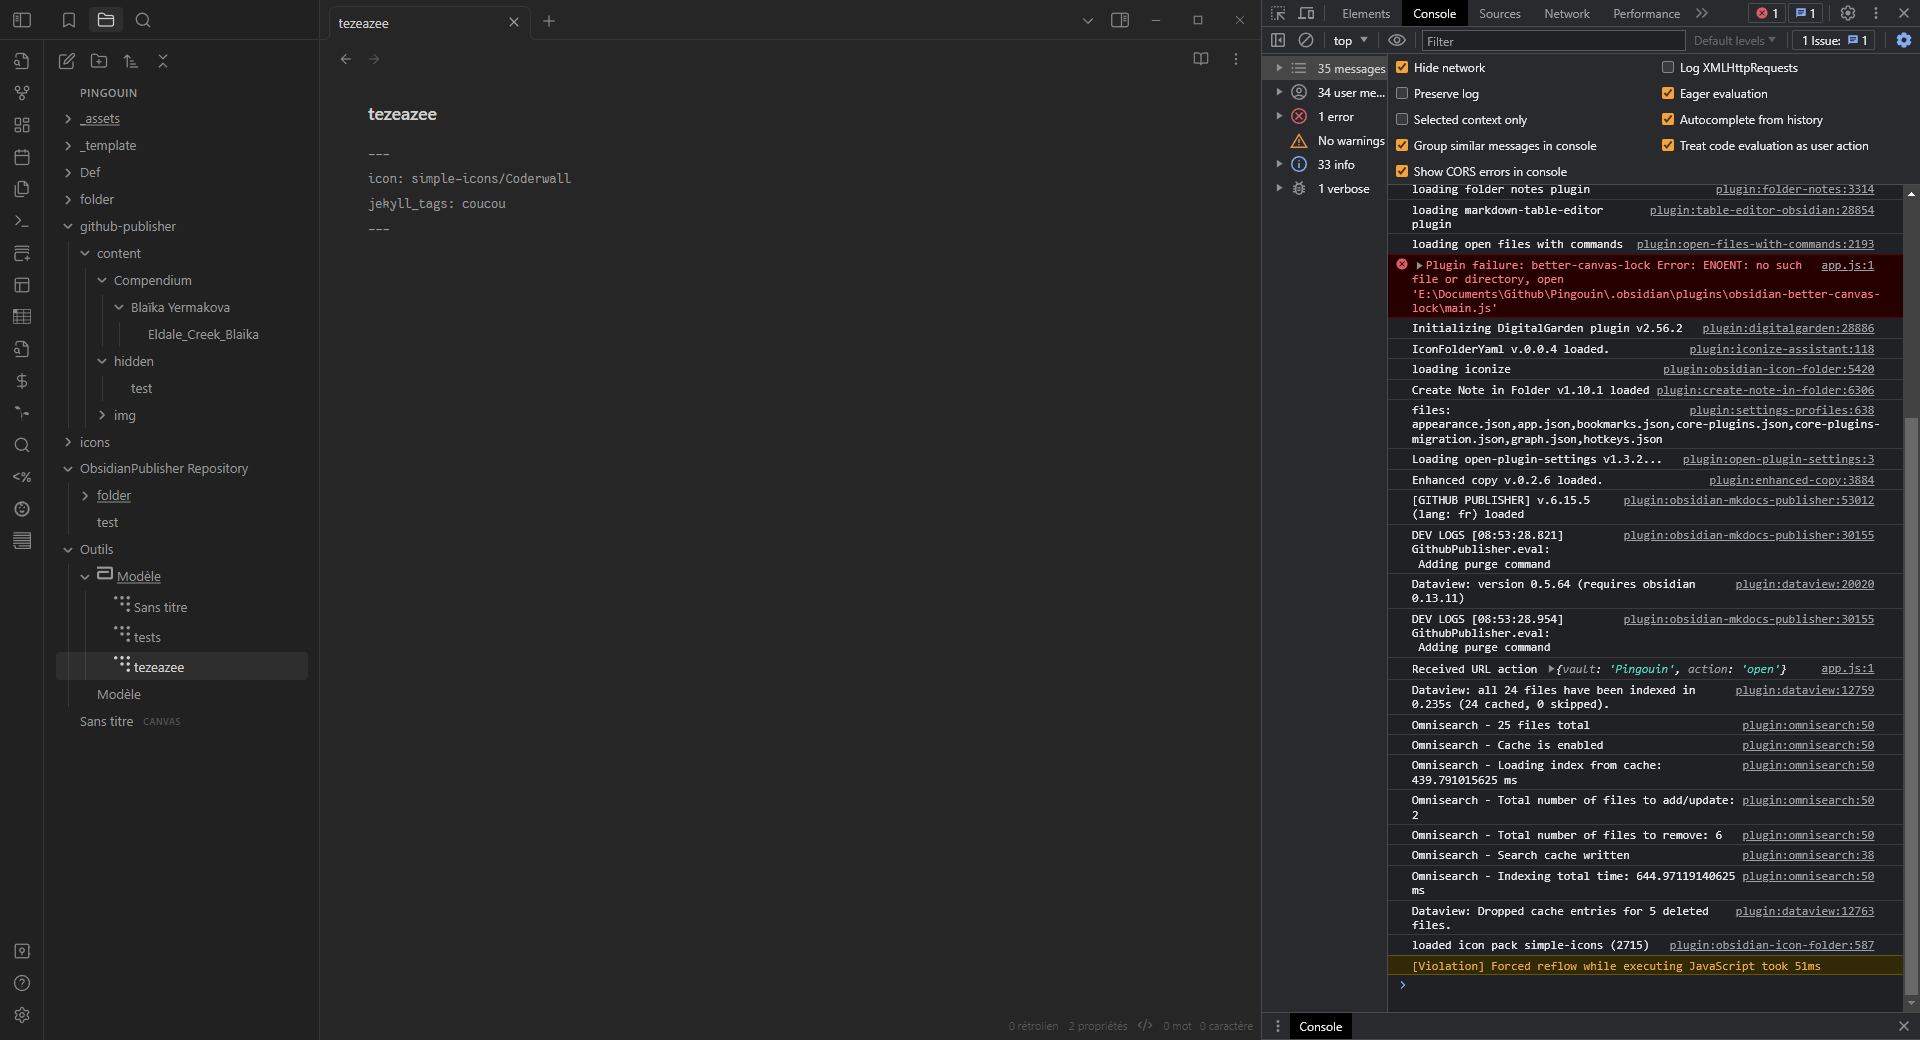 tezeazee
PINGOUIN
_assets
_template
Def
folder
github-publisher
content
Compendium
Blaïka Yermakova
Eldale_Creek_Blaika
hidden
test
img
icons
ObsidianPublisher Repository
folder
test
Outils
Modèle
Sans titre
tests
tezeazee
Modèle
Sans titre CANVAS
tezeazee
---
icon: simple-icons/Coderwall
jekyll_tags: coucou
---
0 rétrolien 2 propriétés 0 mot 0 caractère
Elements Console Sources Network Performance 1 1
top Filter Default levels 1 Issue: 1
35 messages
34 user me...
1 error
No warnings
33 info
1 verbose
Hide network Log XMLHttpRequests
Preserve log Eager evaluation
Selected context only Autocomplete from history
Group similar messages in console Treat code evaluation as user action
Show CORS errors in console
loading folder notes plugin plugin:folder-notes:3314
loading markdown-table-editor plugin:table-editor-obsidian:28854
plugin
loading open files with commands plugin:open-files-with-commands:2193
Plugin failure: better-canvas-lock Error: ENOENT: no such app.js:1
file or directory, open
'E:\Documents\Github\Pingouin\.obsidian\plugins\obsidian-better-canvas-
lock\main.js'
Initializing DigitalGarden plugin v2.56.2 plugin:digitalgarden:28886
IconFolderYaml v.0.0.4 loaded. plugin:iconize-assistant:118
loading iconize plugin:obsidian-icon-folder:5420
Create Note in Folder v1.10.1 loaded plugin:create-note-in-folder:6306
files: plugin:settings-profiles:638
appearance.json,app.json,bookmarks.json,core-plugins.json,core-plugins-
migration.json,graph.json,hotkeys.json
Loading open-plugin-settings v1.3.2... plugin:open-plugin-settings:3
Enhanced copy v.0.2.6 loaded. plugin:enhanced-copy:3884
[GITHUB PUBLISHER] v.6.15.5 plugin:obsidian-mkdocs-publisher:53012
(lang: fr) loaded
DEV LOGS [08:53:28.821] plugin:obsidian-mkdocs-publisher:30155
GithubPublisher.eval:
Adding purge command
Dataview: version 0.5.64 (requires obsidian plugin:dataview:20020
0.13.11)
DEV LOGS [08:53:28.954] plugin:obsidian-mkdocs-publisher:30155
GithubPublisher.eval:
Adding purge command
Received URL action {vault: 'Pingouin', action: 'open'} app.js:1
Dataview: all 24 files have been indexed in plugin:dataview:12759
0.235s (24 cached, 0 skipped).
Omnisearch - 25 files total plugin:omnisearch:50
Omnisearch - Cache is enabled plugin:omnisearch:50
Omnisearch - Loading index from cache: plugin:omnisearch:50
439.791015625 ms
Omnisearch - Total number of files to add/update: plugin:omnisearch:50
2
Omnisearch - Total number of files to remove: 6 plugin:omnisearch:50
Omnisearch - Search cache written plugin:omnisearch:38
Omnisearch - Indexing total time: 644.97119140625 plugin:omnisearch:50
ms
Dataview: Dropped cache entries for 5 deleted plugin:dataview:12763
files.
loaded icon pack simple-icons (2715) plugin:obsidian-icon-folder:587
[Violation] Forced reflow while executing JavaScript took 51ms
Console